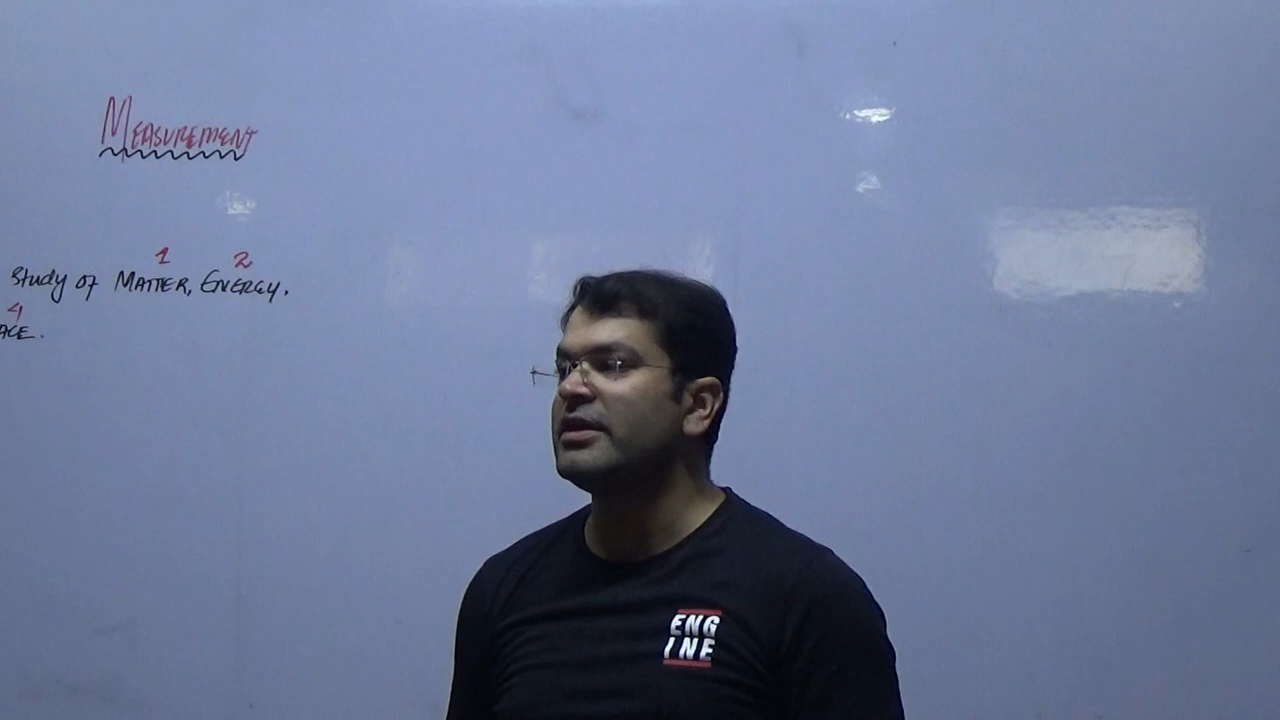 MEASUREMENT
1 2
Study of MATTER, ENERGY.
4
ACE.
ENG
INE